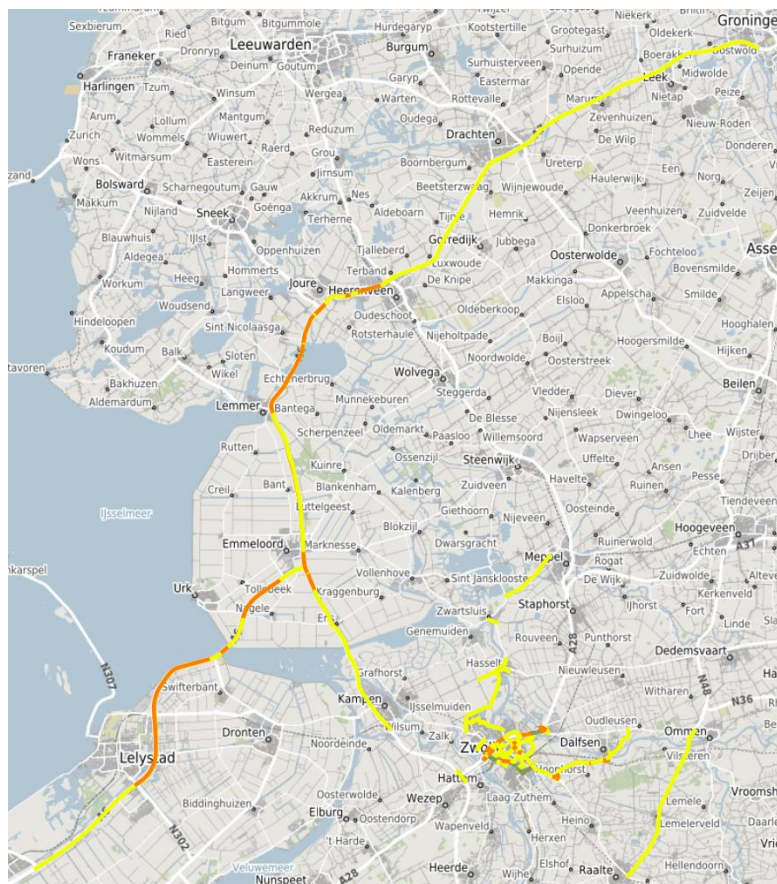 Groningen
Sexbierum
Bitgum
Bitgummole
Hurdegaryp
Kootstertille
Grootegast
Niekerk
Oldekerk
Ried
Dronryp
Leeuwarden
Burgum
Surhuizum
Boerakker
Oostwold
Franeker
Deinum
Goutum
Surhuisterveen
Opende
Midwolde
Garyp
Eastermar
Leek
Harlingen
Tzum
Winsum
Wergea
Warten
Rottevalle
Marum
Nietap
Peize
Arum
Lollum
Mantgum
Oudega
Zevenhuizen
Nieuw-Roden
Zurich
Wommels
Wiuwert
Raerd
Reduzum
Drachten
De Wilp
Donderen
Wons
Witmarsum
Easterein
Grou
Jirnsum
Boornbergum
Ureterp
Een
Bolsward
Scharnegoutum
Gauw
Akkrum
Nes
Beetsterzwaag
Wijnjewoude
Haulerwijk
Norg
Makkum
Nijland
Sneek
Goënga
Terherne
Aldeboarn
Tijnje
Hemrik
Veenhuizen
Zuidvelde
Blauwhuis
IJlst
Donkerbroek
Aldegea
Oppenhuizen
Tjalleberd
Gorredijk
Jubbega
Oosterwolde
Fochteloo
Hommerts
Terband
Luxwoude
Bovensmilde
Workum
Heeg
Joure
Heerenveen
De Knipe
Makkinga
Appelscha
Smilde
Langweer
Elsloo
Woudsend
Oudeschoot
Oldeberkoop
Hooghalen
Hindeloopen
Sint Nicolaasga
Rotsterhaule
Nijeholtpade
Boijl
Hoogersmilde
Koudum
Balk
Sloten
Noordwolde
Hijken
Wikel
Echtenerbrug
Wolvega
Oosterstreek
Bakhuizen
Steggerda
Beilen
Aldemardum
Munnekeburen
Vledder
Diever
Lemmer
Bantega
De Blesse
Nijensleek
Dwingeloo
Scherpenzeel
Oldemarkt
Paasloo
Willemsoord
Wapserveen
Lhee
Wijster
Rutten
Ossenzijl
Steenwijk
Uffelte
Ansen
Kuinre
Havelte
Pesse
Creil
Bant
Blankenham
Kalenberg
Zuidveen
Ruinen
Tiendeveen
IJsselmeer
Luttelgeest
Giethoorn
Oosteinde
Blokzijl
Nijeveen
Hoogeveen
Emmeloord
Marknesse
Dwarsgracht
Ruinerwold
Meppel
Rogat
Echten
A37
Vollenhove
Sint Jansklooster
De Wijk
Zuidwolde
Urk
Tollebeek
Kraggenburg
Kerkenveld
Nagele
Zwartsluis
Staphorst
IJhorst
Fort
Ens
Linde
Genemuiden
Rouveen
A28
Punthorst
Dedemsvaart
N307
Grafhorst
Hasselt
Nieuwleusen
Swifterbant
Kampen
IJsselmuiden
Witharen
N48
N36
Dronten
Wilsum
Zalk
Oudleusen
Ommen
Lelystad
Noordeinde
Dalfsen
Vilsteren
Hattem
Hoonhorst
Biddinghuizen
Oosterwolde
Wezep
Laag Zuthem
Lemele
N302
Elburg
Oostendorp
Wapenveld
Heino
Lemelerveld
't Harde
Herxen
Veluwemeer
Elshof
Nunspeet
A28
Heerde
Raalte
Hellendoorn